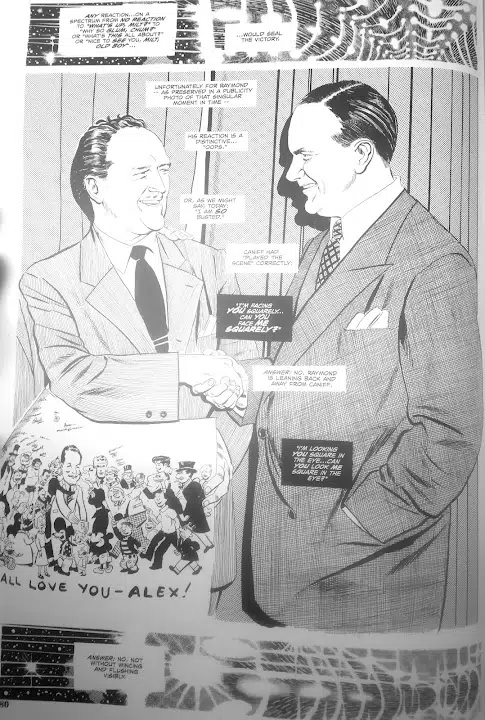 ANY REACTION...ON A
SPECTRUM FROM NO REACTION
TO "WHAT'S UP, MILT?" TO
"WHY SO GLUM, CHUM?"
OR "WHAT'S THIS ALL ABOUT?"
OR "NICE TO SEE YOU, MILT,
OLD BOY"...
...WOULD SEAL
THE VICTORY.
UNFORTUNATELY FOR RAYMOND
-- AS PRESERVED IN A PUBLICITY
PHOTO OF THAT SINGULAR
MOMENT IN TIME --
HIS REACTION IS A
DISTINCTIVE...
"OOPS."
OR, AS WE MIGHT
SAY, TODAY:
"I AM SO
BUSTED."
CANIFF HAD
"PLAYED THE
SCENE" CORRECTLY:
"I'M FACING
YOU SQUARELY...
CAN YOU
FACE ME
SQUARELY?"
ANSWER: NO. RAYMOND
IS LEANING BACK AND
AWAY FROM CANIFF.
"I'M LOOKING
YOU SQUARE IN
THE EYE...CAN
YOU LOOK ME
SQUARE IN THE
EYE?"
ALL LOVE YOU - ALEX!
ANSWER: NO. NOT
WITHOUT WINCING
AND FLUSHING
VISIBLY.
80